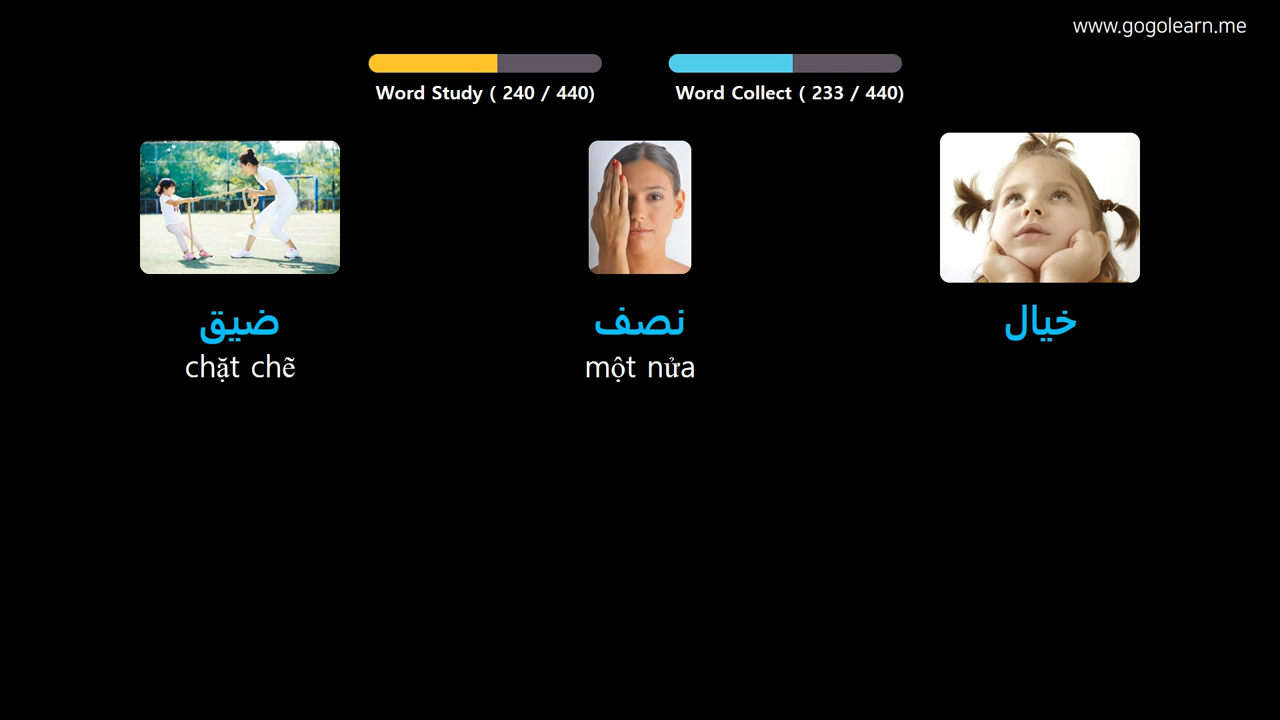 www.gogolearn.me
Word Study ( 240 / 440)
Word Collect ( 233 / 440)
ضيق
chặt chẽ
نصف
một nửa
خيال